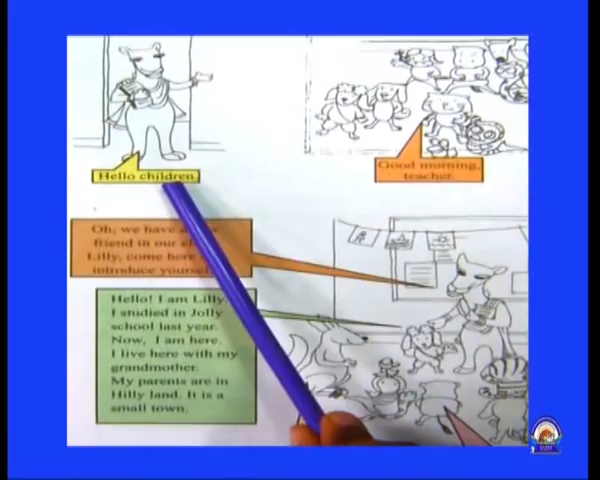 Hello children.
Good morning,
teacher
Oh, we have a
friend in our
Lilly, come here
introduce
Hello! I am Lilly.
I studied in Jolly
school last year.
Now, I am here.
I live here with my
grandmother.
My parents are in
Hilly land. It is a
small town.